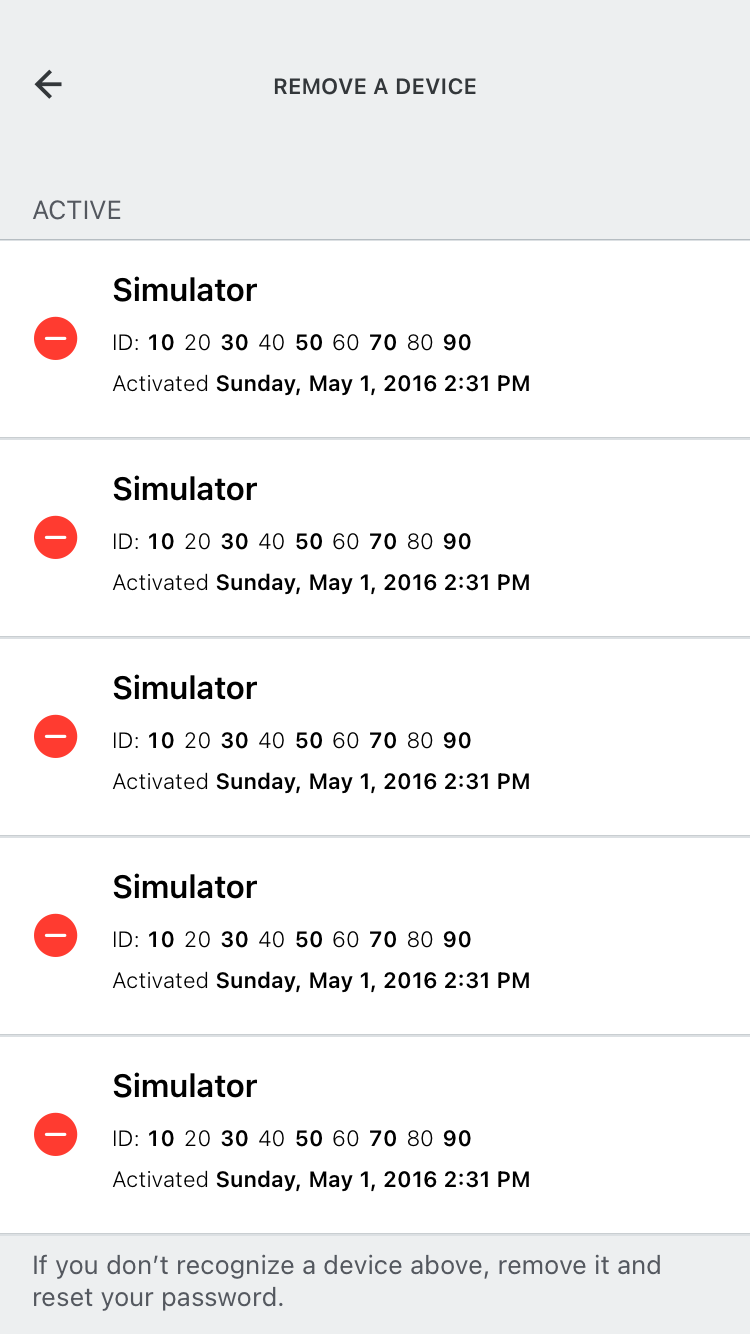 REMOVE A DEVICE
ACTIVE
Simulator
ID: 10 20 30 40 50 60 70 80 90
Activated Sunday, May 1, 2016 2:31 PM
Simulator
ID: 10 20 30 40 50 60 70 80 90
Activated Sunday, May 1, 2016 2:31 PM
Simulator
ID: 10 20 30 40 50 60 70 80 90
Activated Sunday, May 1, 2016 2:31 PM
Simulator
ID: 10 20 30 40 50 60 70 80 90
Activated Sunday, May 1, 2016 2:31 PM
Simulator
ID: 10 20 30 40 50 60 70 80 90
Activated Sunday, May 1, 2016 2:31 PM
If you don’t recognize a device above, remove it and
reset your password.